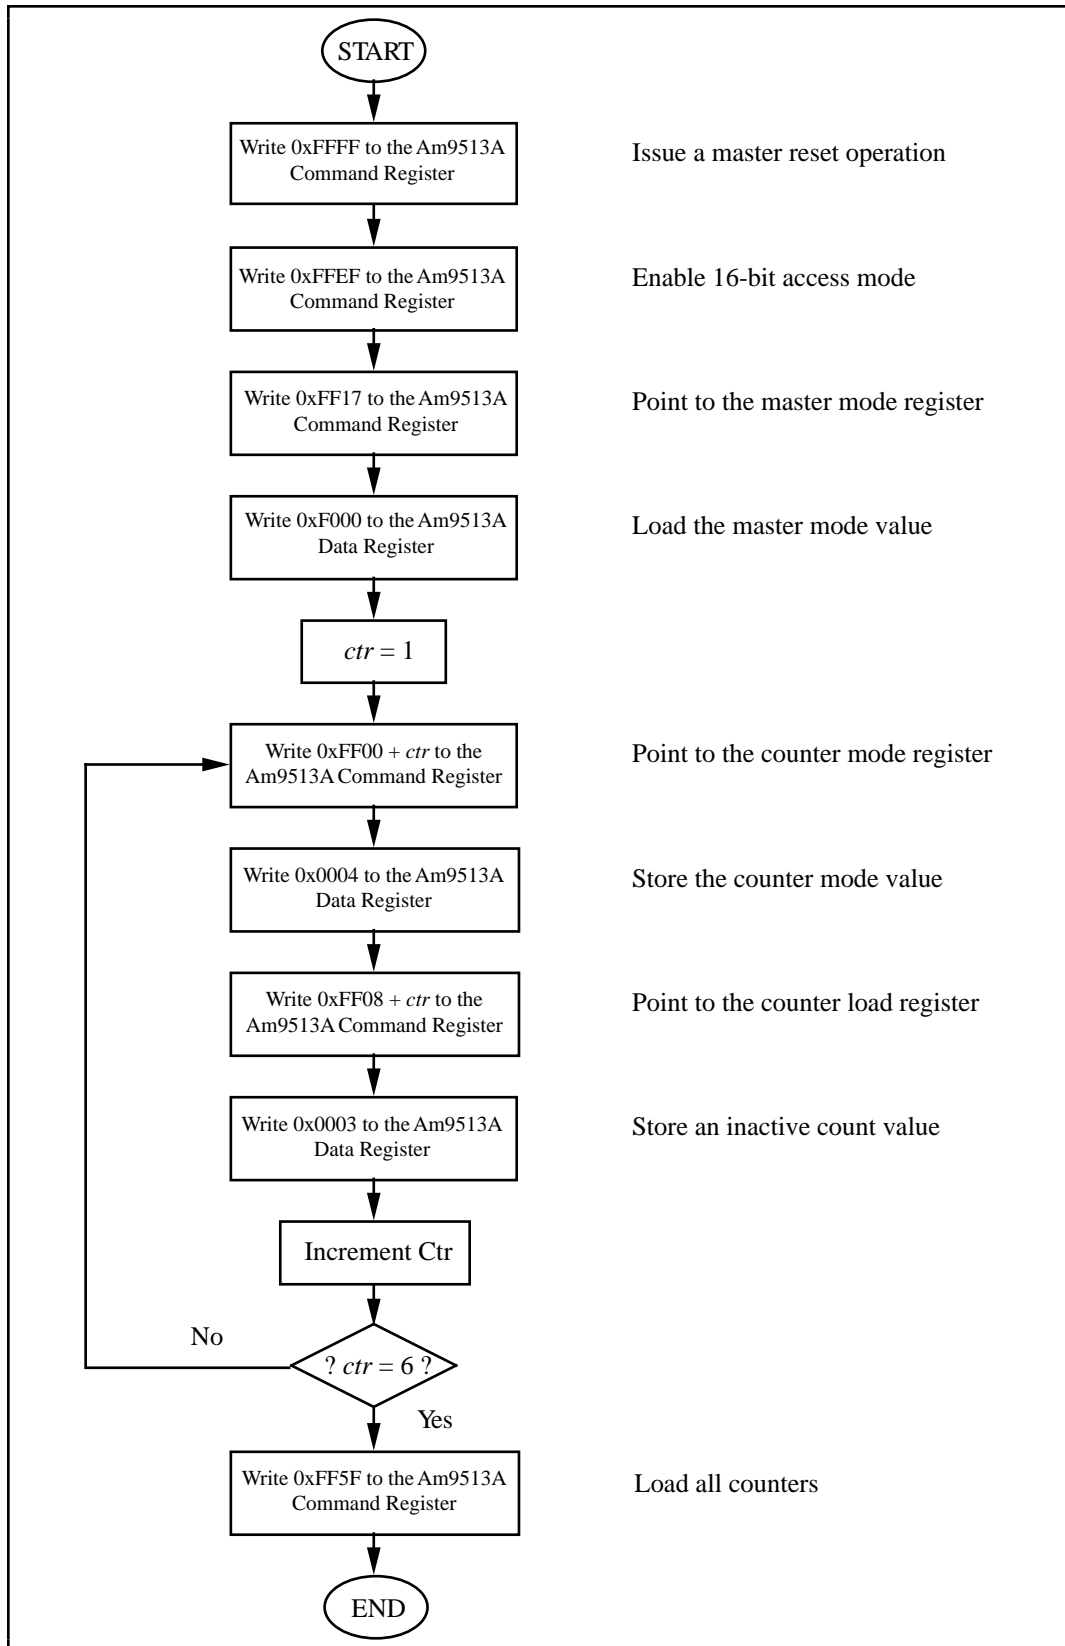 START
Write 0xFFFF to the Am9513A
Command Register
Issue a master reset operation
Write 0xFFEF to the Am9513A
Command Register
Enable 16-bit access mode
Write 0xFF17 to the Am9513A
Command Register
Point to the master mode register
Write 0xF000 to the Am9513A
Data Register
Load the master mode value
ctr = 1
Write 0xFF00 + ctr to the
Am9513A Command Register
Point to the counter mode register
Write 0x0004 to the Am9513A
Data Register
Store the counter mode value
Write 0xFF08 + ctr to the
Am9513A Command Register
Point to the counter load register
Write 0x0003 to the Am9513A
Data Register
Store an inactive count value
Increment Ctr
No
? ctr = 6 ?
Yes
Write 0xFF5F to the Am9513A
Command Register
Load all counters
END